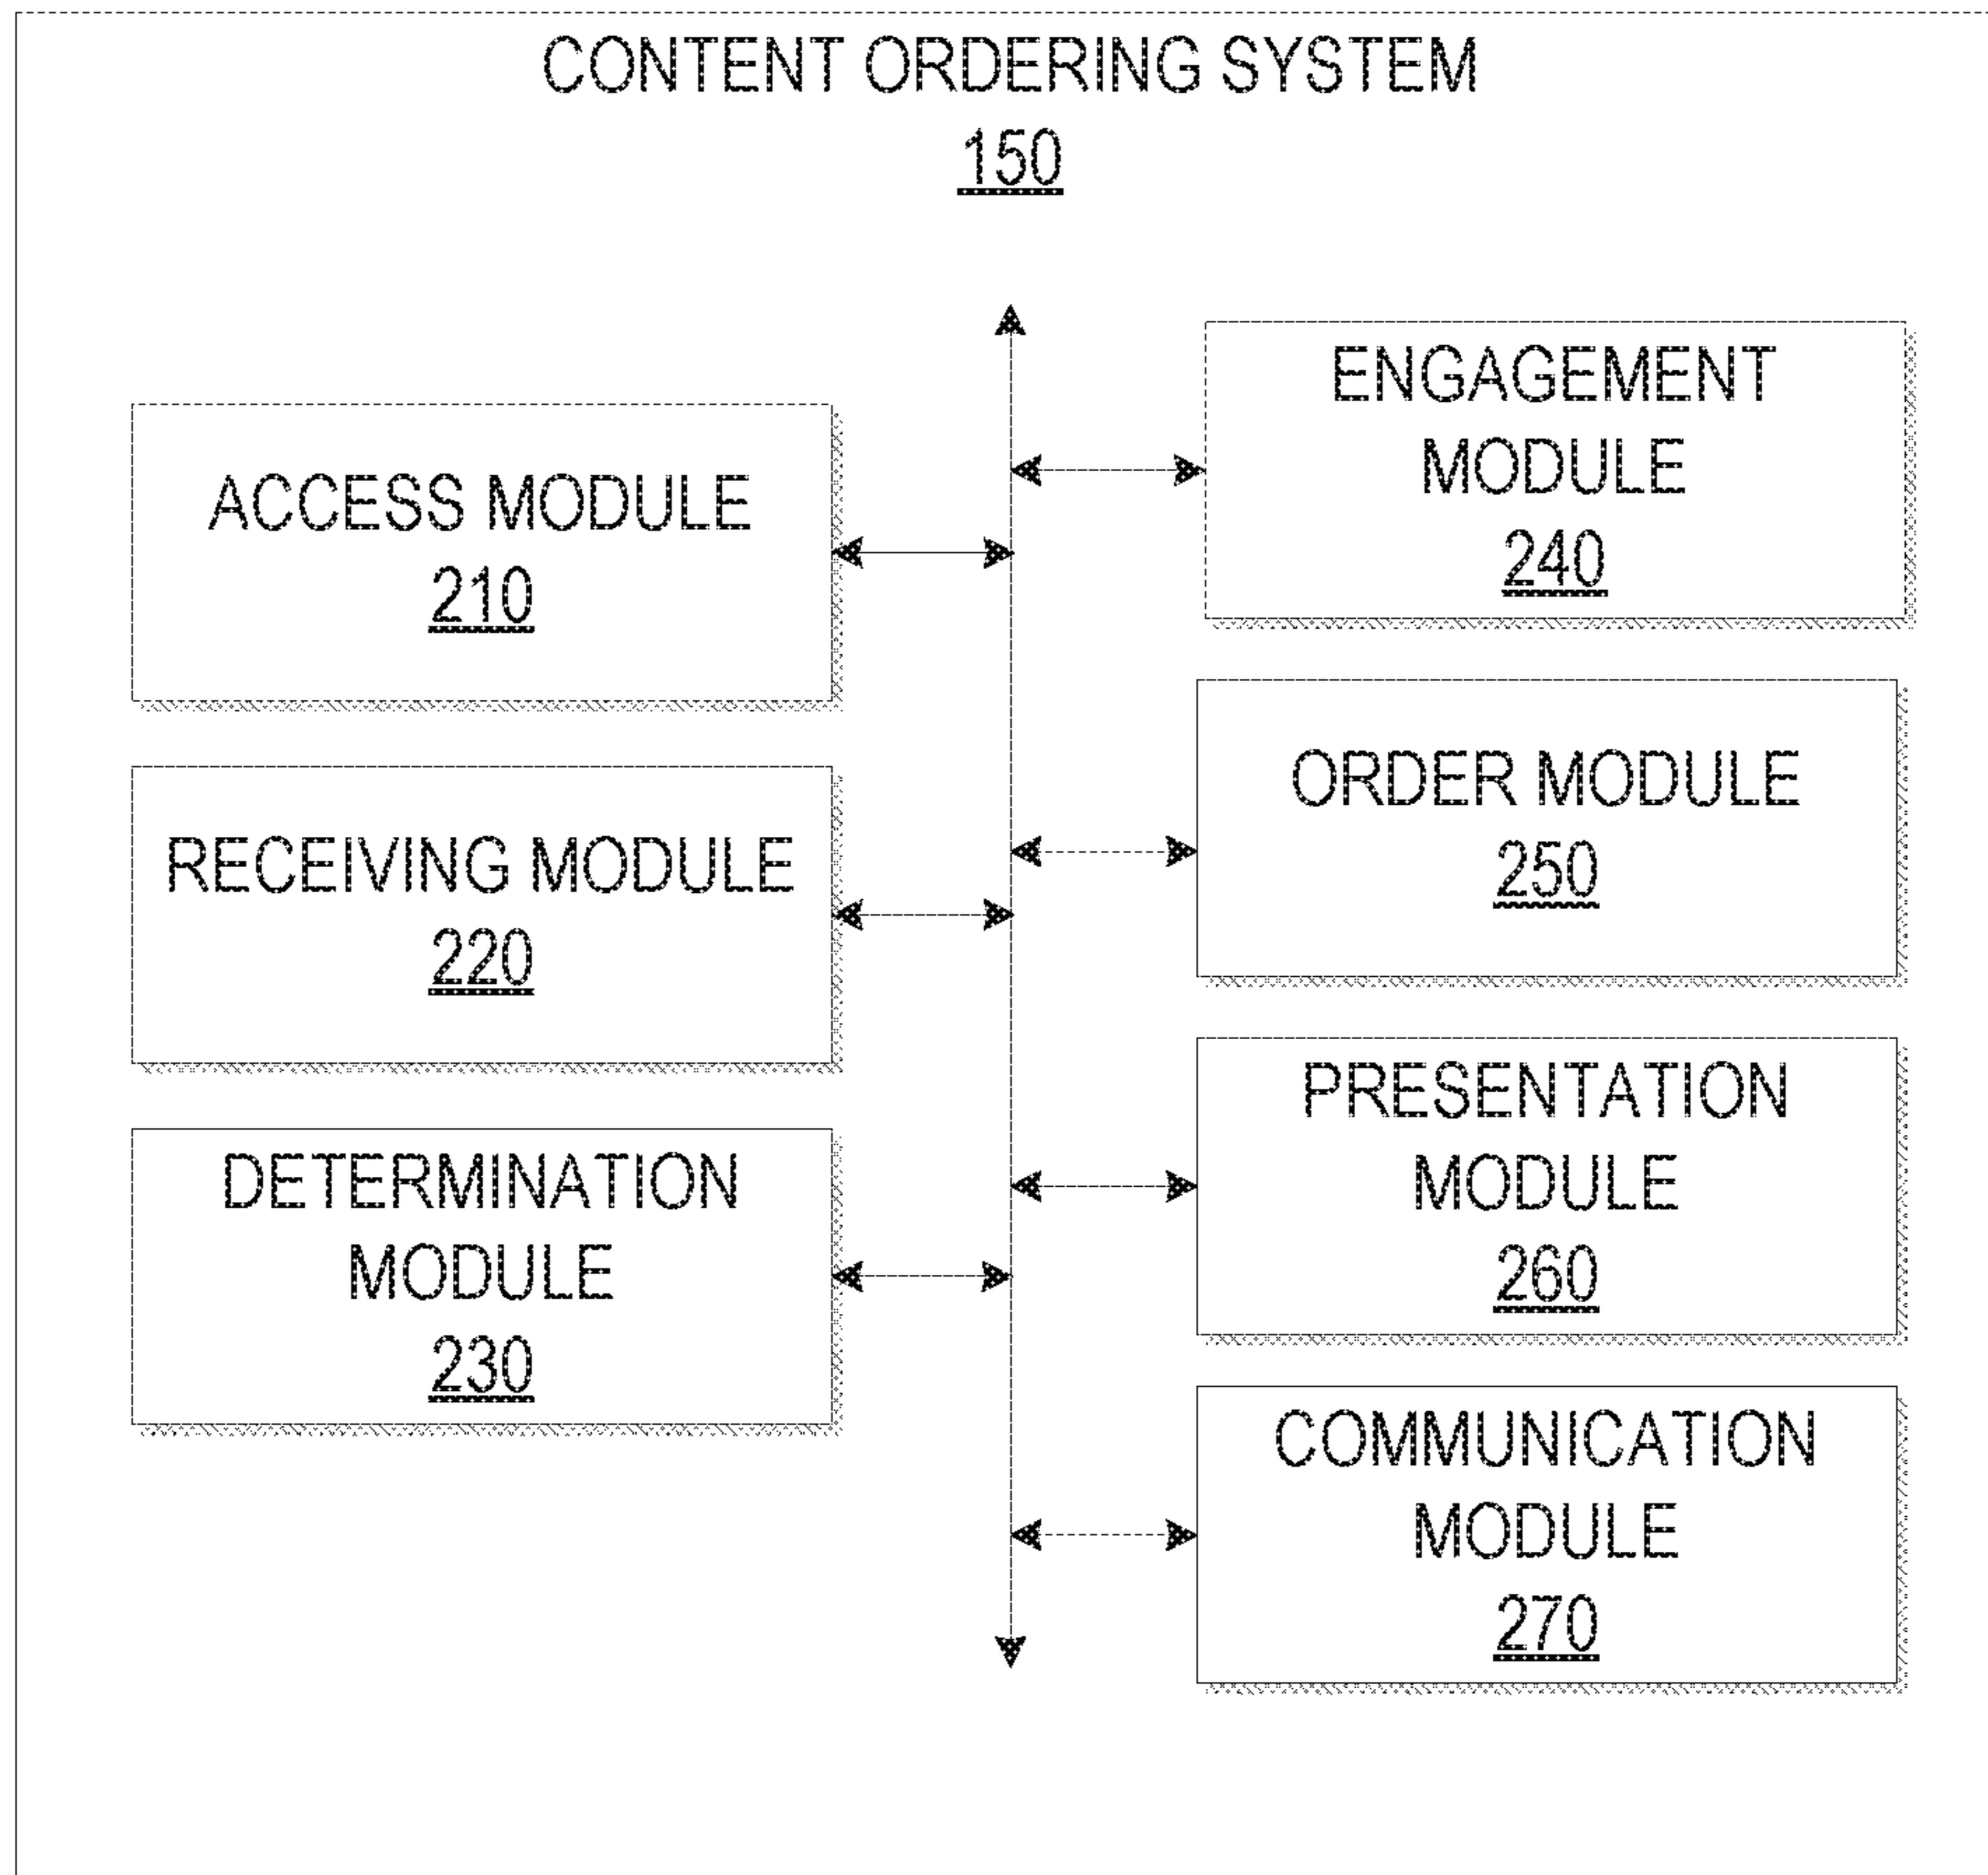 CONTENT ORDERING SYSTEM
150
ACCESS MODULE
210
RECEIVING MODULE
220
DETERMINATION
MODULE
230
ENGAGEMENT
MODULE
240
ORDER MODULE
250
PRESENTATION
MODULE
260
COMMUNICATION
MODULE
270